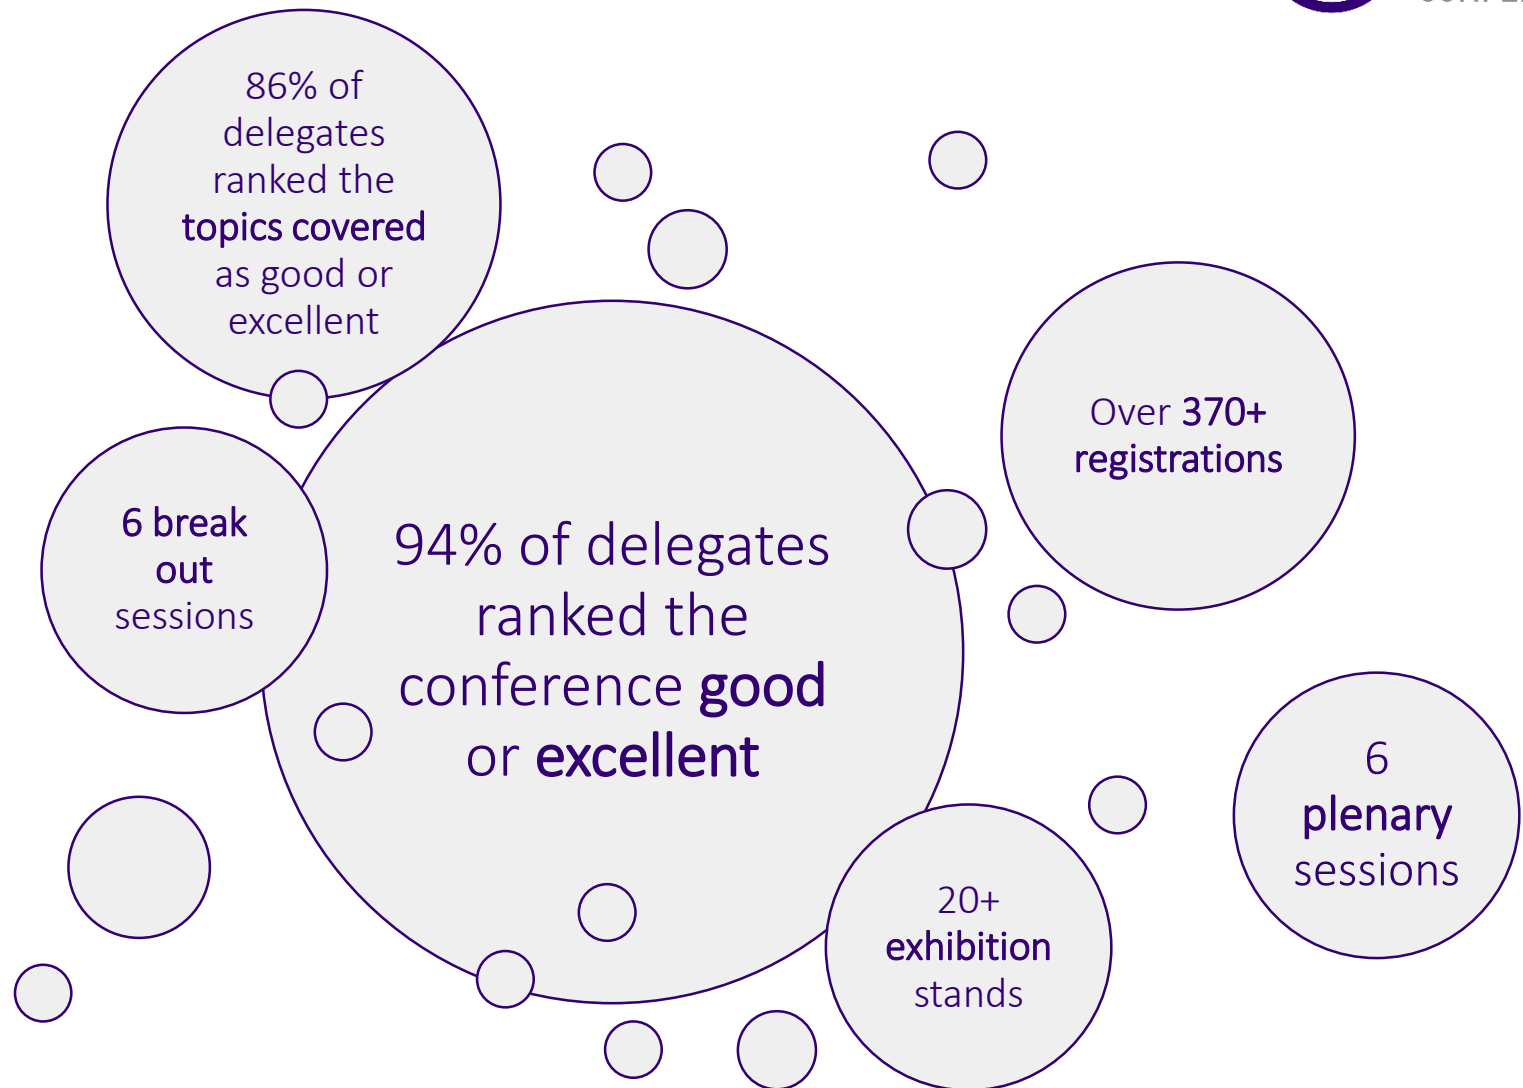 86% of
delegates
ranked the
topics covered
as good or
excellent
Over 370+
registrations
6 break
out
sessions
94% of delegates
ranked the
conference good
or excellent
6
plenary
sessions
20+
exhibition
stands